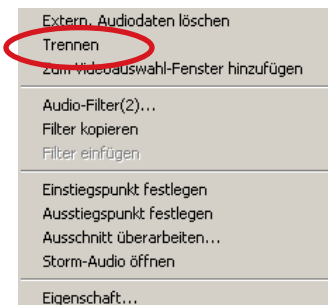 Extern. Audiodaten löschen
Trennen
Zum Videoauswahl-Fenster hinzufügen
Audio-Filter(2)...
Filter kopieren
Filter einfügen
Einstiegspunkt festlegen
Ausstiegspunkt festlegen
Ausschnitt überarbeiten...
Storm-Audio öffnen
Eigenschaft...